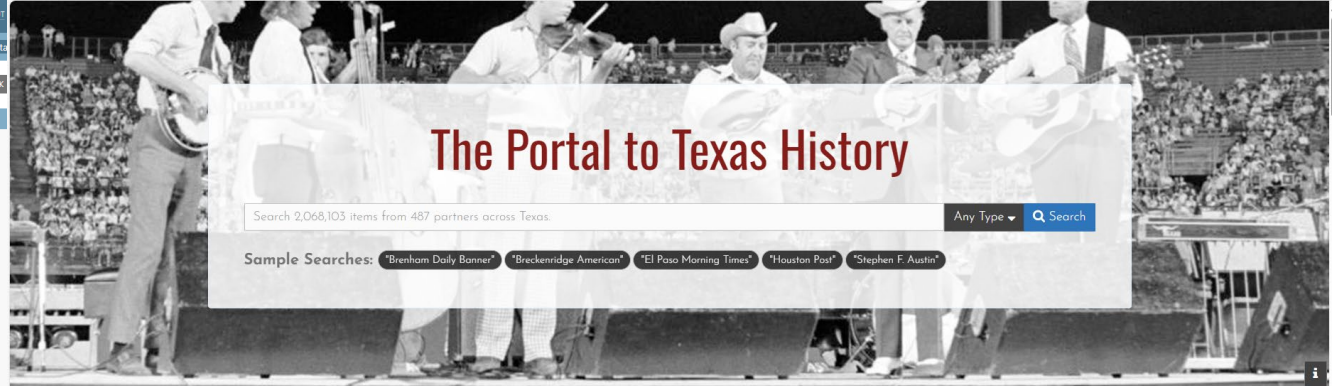 The Portal to Texas History
Search 2,068,103 items from 487 partners across Texas.
Any Type
Search
Sample Searches: "Brenham Daily Banner" "Breckenridge American" "El Paso Morning Times" "Houston Post" "Stephen F. Austin"